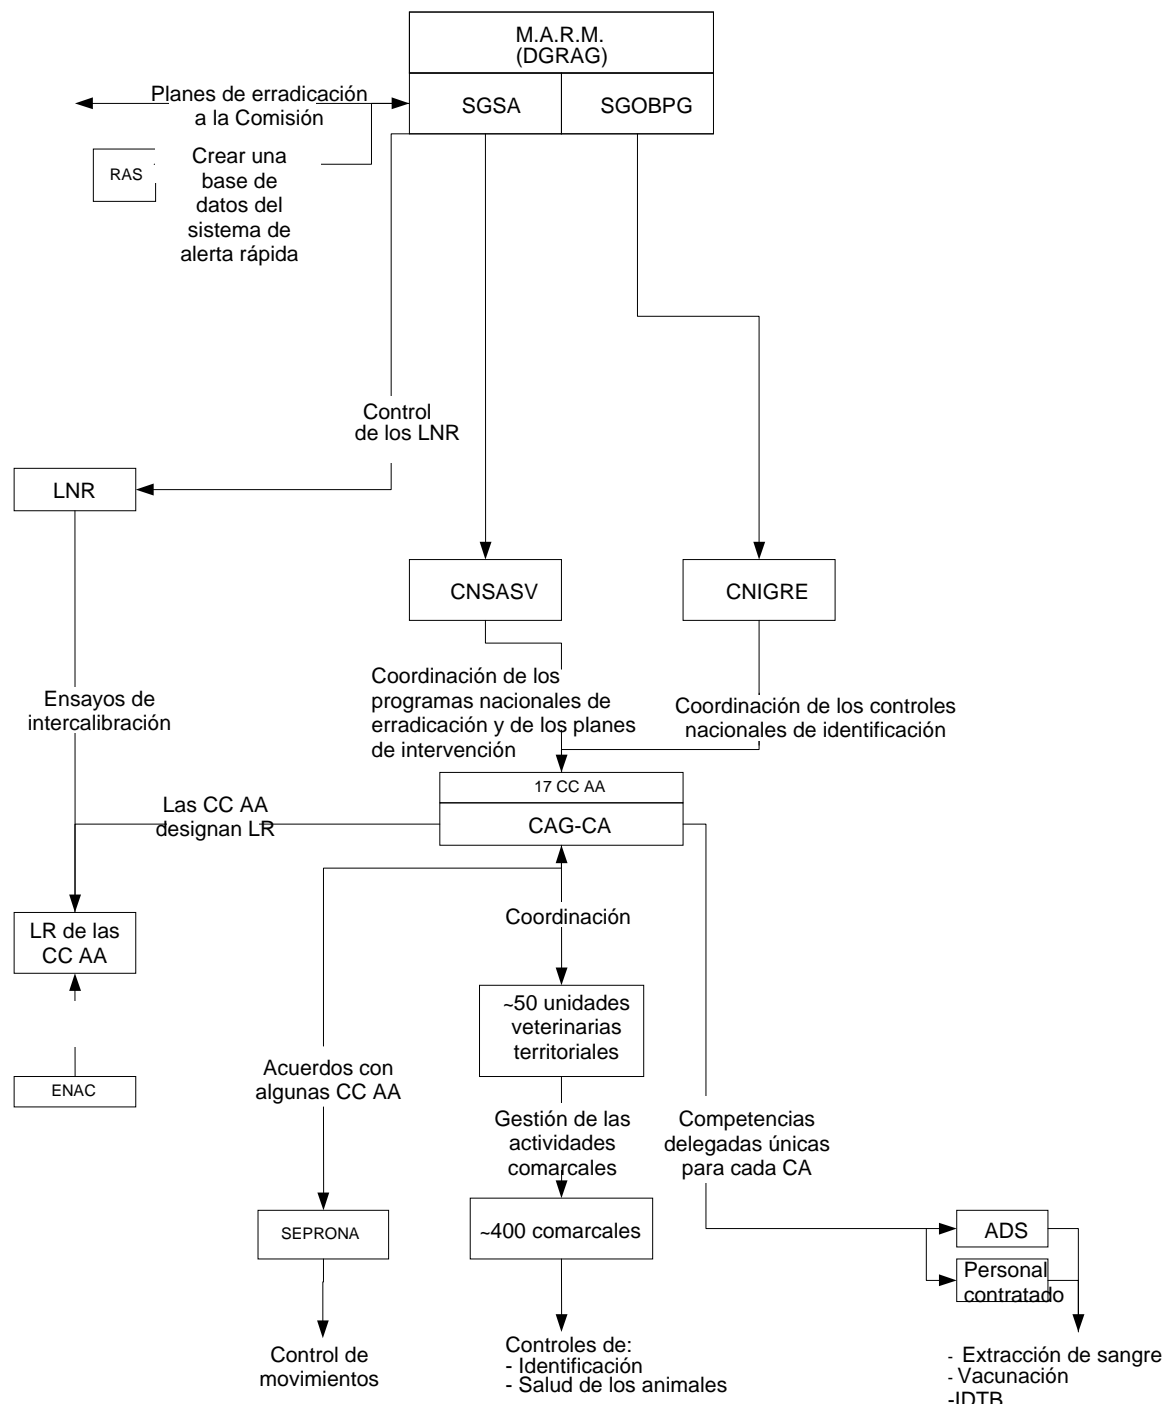 M.A.R.M.
(DGRAG)
SGSA
SGOBPG
Planes de erradicación
a la Comisión
RAS
Crear una
base de
datos del
sistema de
alerta rápida
Control
de los LNR
LNR
CNSASV
CNIGRE
Ensayos de
intercalibración
Coordinación de los
programas nacionales de
erradicación y de los planes
de intervención
Coordinación de los controles
nacionales de identificación
17 CC AA
CAG-CA
Las CC AA
designan LR
LR de las
CC AA
Coordinación
~50 unidades
veterinarias
territoriales
ENAC
Acuerdos con
algunas CC AA
Gestión de las
actividades
comarcales
Competencias
delegadas únicas
para cada CA
SEPRONA
~400 comarcales
ADS
Personal
contratado
Control de
movimientos
Controles de:
- Identificación
- Salud de los animales
- Extracción de sangre
- Vacunación
-IDTB